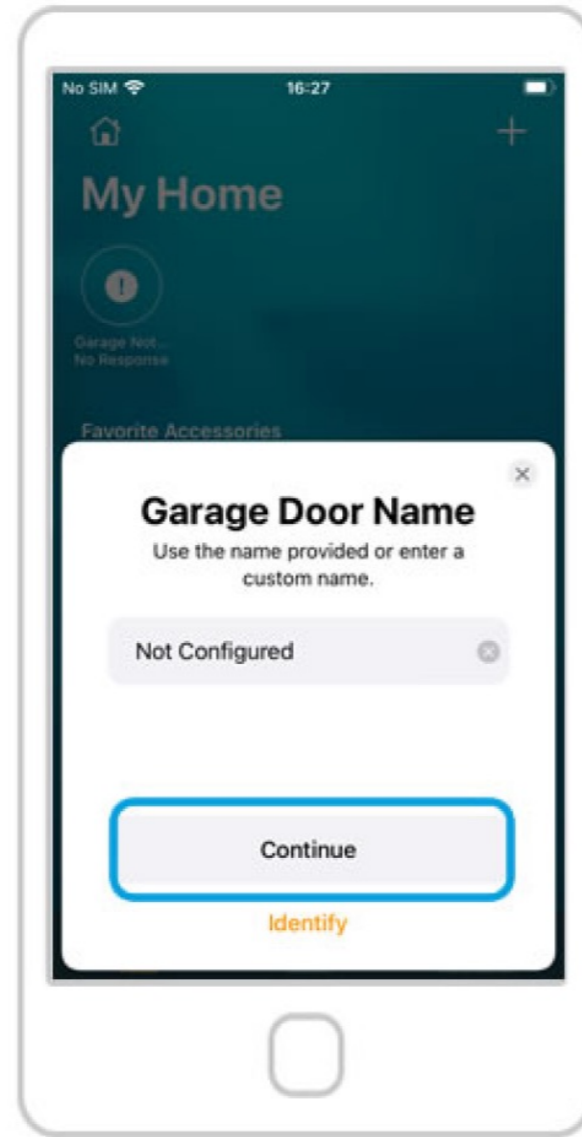 No SIM 16:27
My Home
Garage Not...
No Response
Favorite Accessories
Garage Door Name
Use the name provided or enter a
custom name.
Not Configured
Continue
Identify